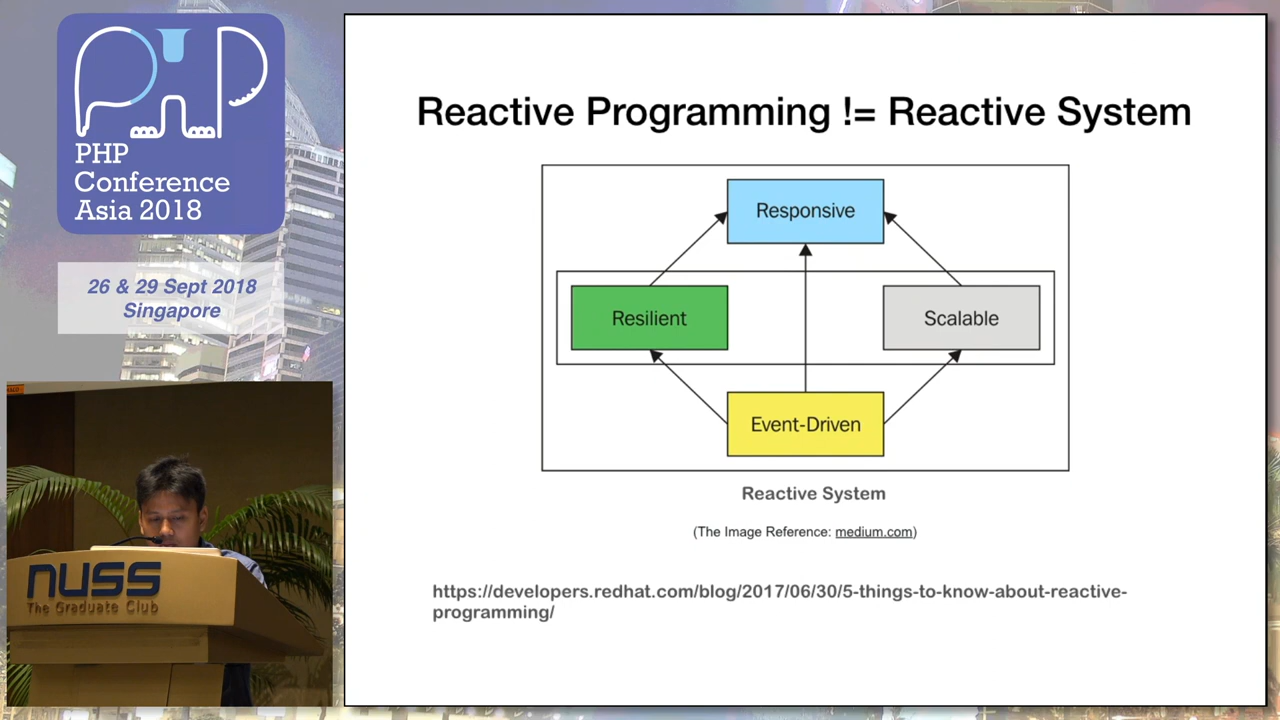 PHP
Conference
Asia 2018
26 & 29 Sept 2018
Singapore
nuss
The Graduate Club
Reactive Programming != Reactive System
Responsive
Resilient
Scalable
Event-Driven
Reactive System
(The Image Reference: medium.com)
https://developers.redhat.com/blog/2017/06/30/5-things-to-know-about-reactive-
programming/